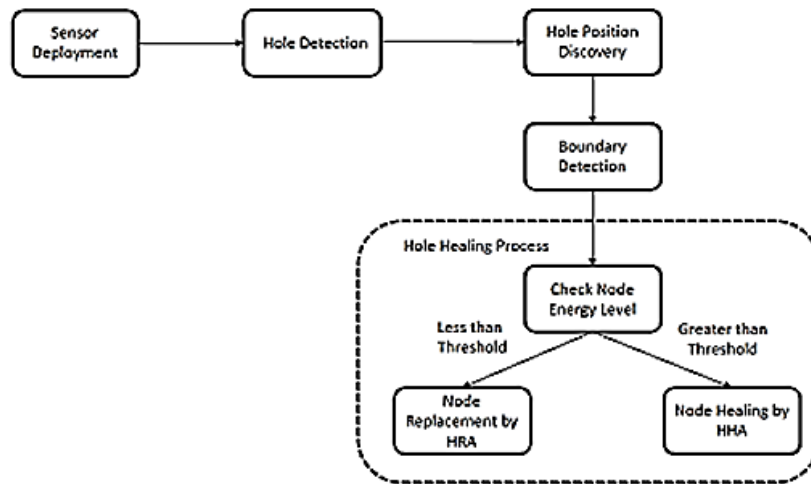 Sensor
Deployment
Hole Detection
Hole Position
Discovery
Boundary
Detection
Hole Healing Process
Check Node
Energy Level
Less than
Threshold
Greater than
Threshold
Node
Replacement by
HRA
Node Healing by
HHA